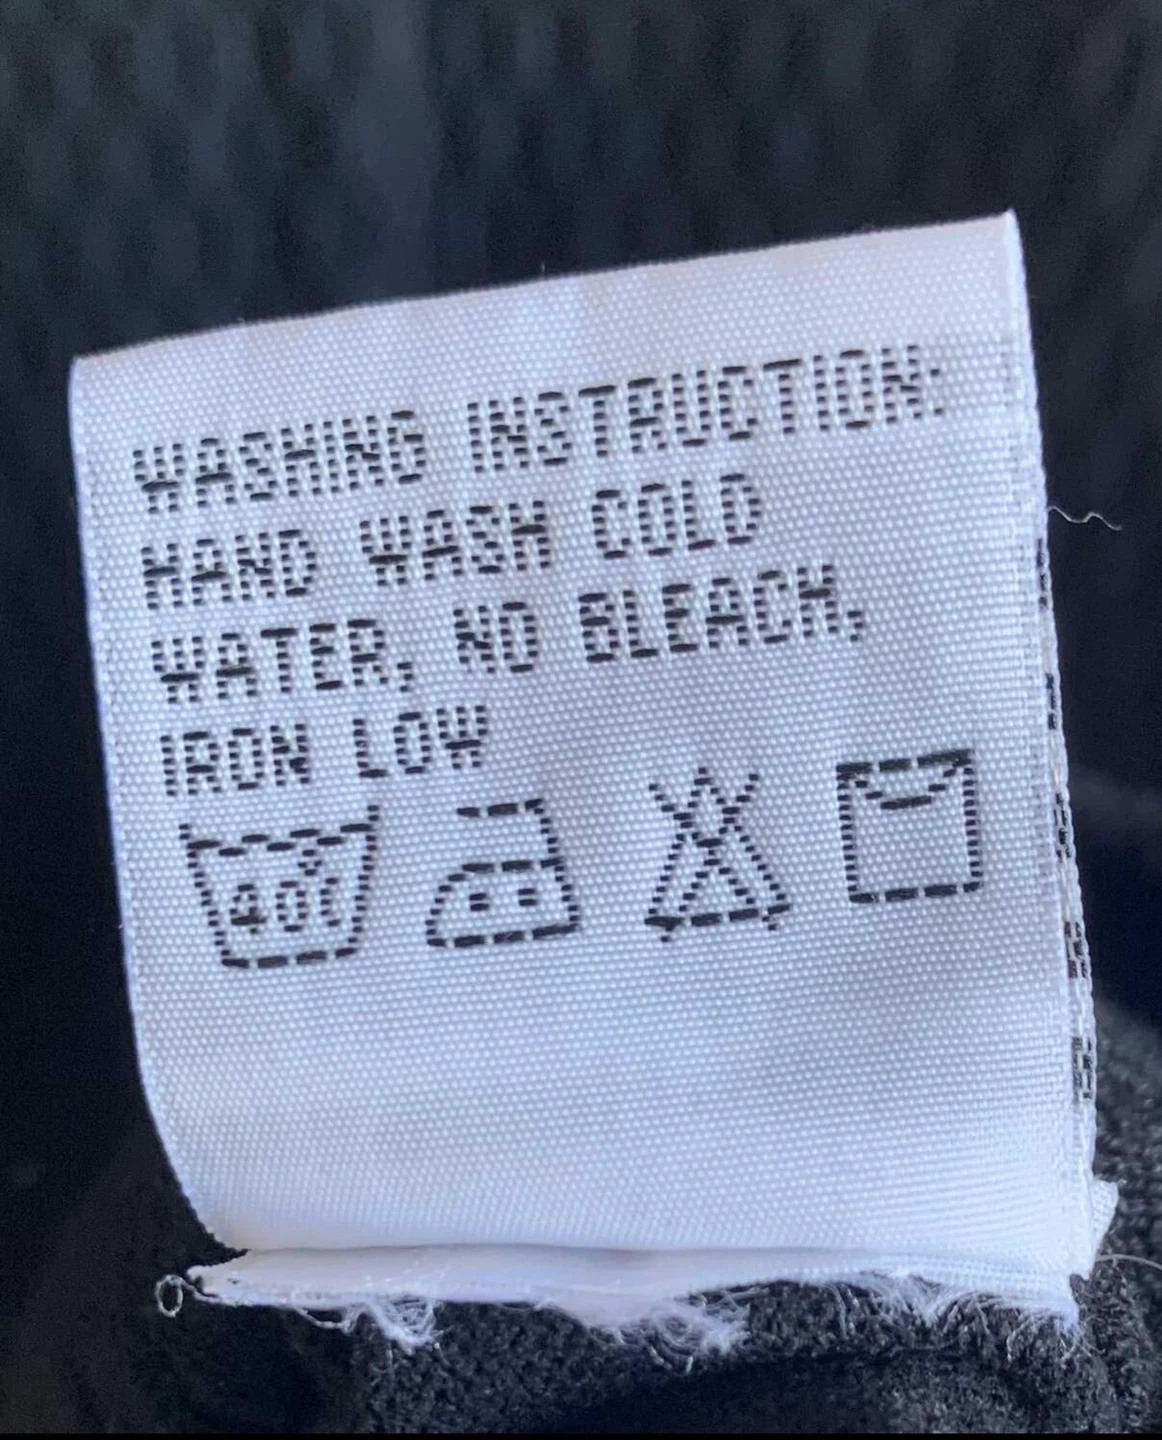 WASHING INSTRUCTION:
HAND WASH COLD
WATER, NO BLEACH,
IRON LOW
40°C